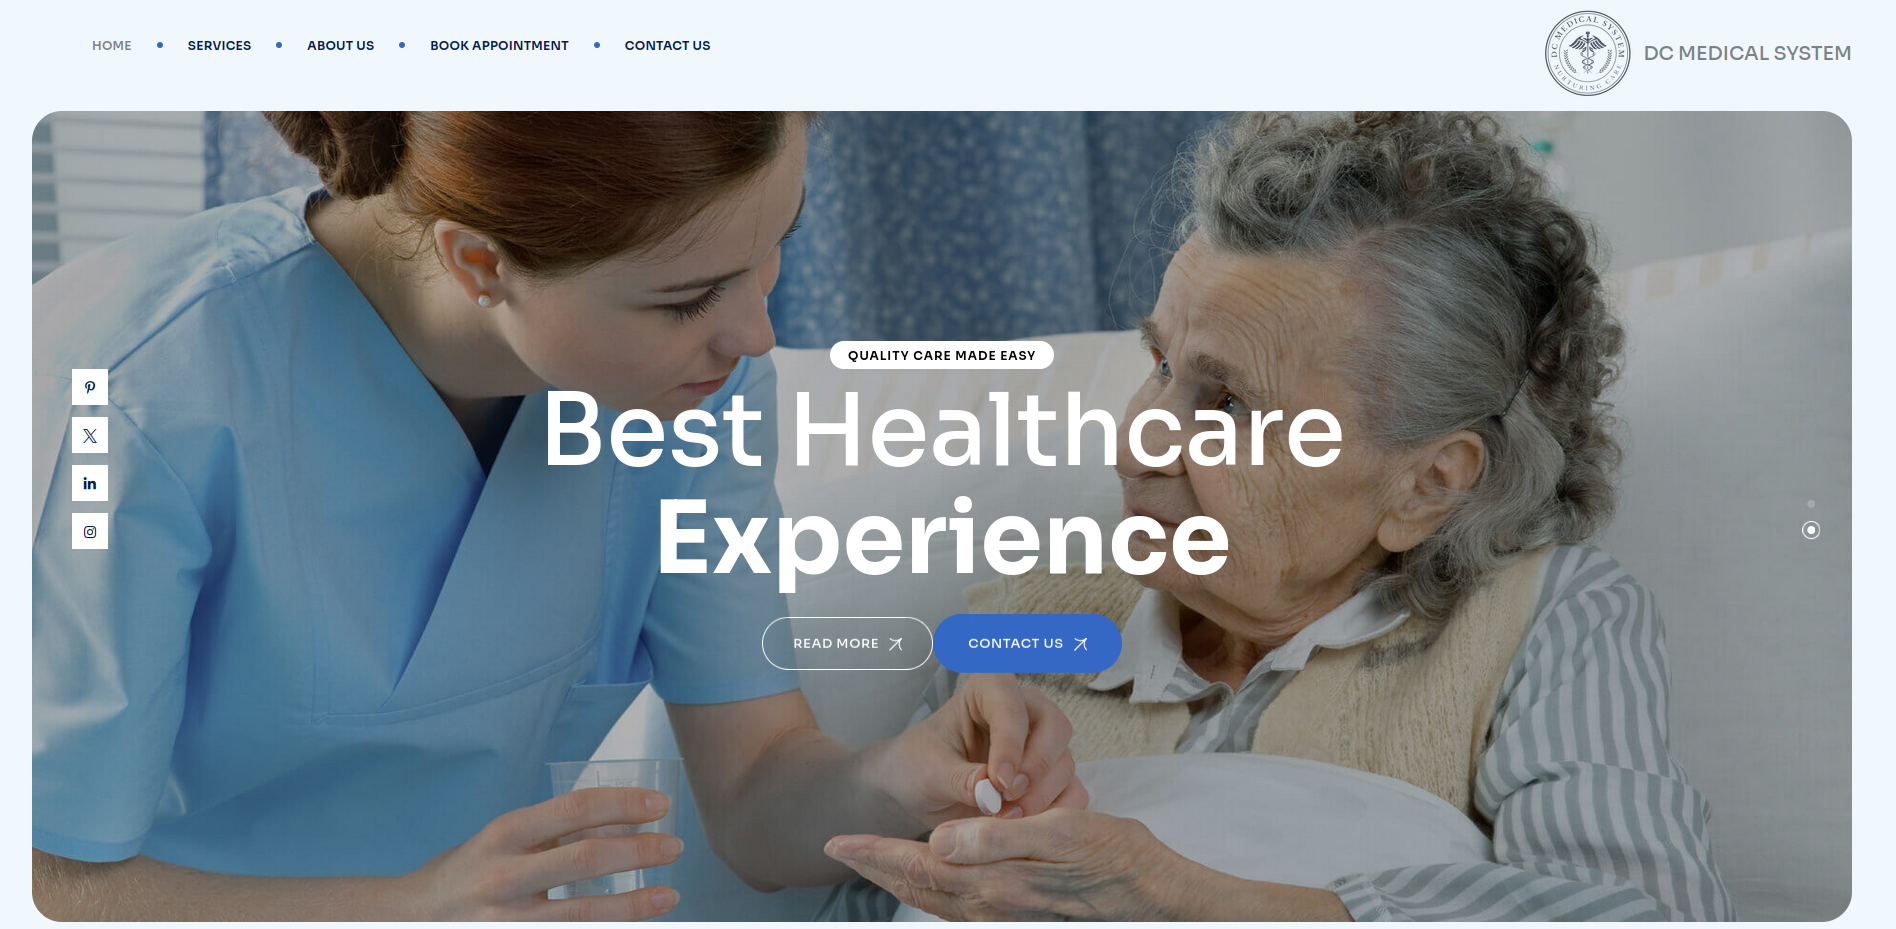 HOME SERVICES ABOUT US BOOK APPOINTMENT CONTACT US
DC MEDICAL SYSTEM
NURTURING CARE
DC MEDICAL SYSTEM
QUALITY CARE MADE EASY
Best Healthcare
Experience
READ MORE CONTACT US